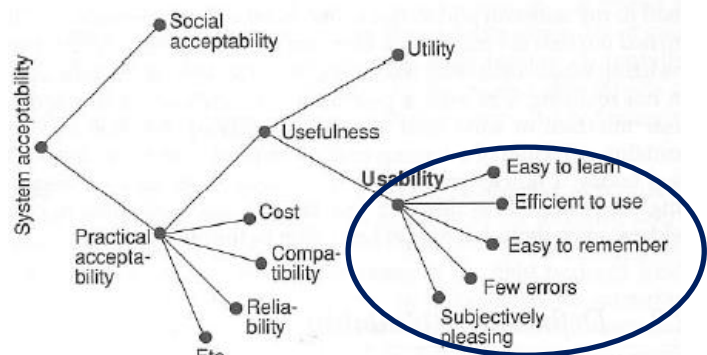 System acceptability
Social
acceptability
Utility
Usefulness
Usability
Easy to learn
Efficient to use
Easy to remember
Few errors
Subjectively
pleasing
Practical
accepta-
bility
Cost
Compa-
tibility
Relia-
bility